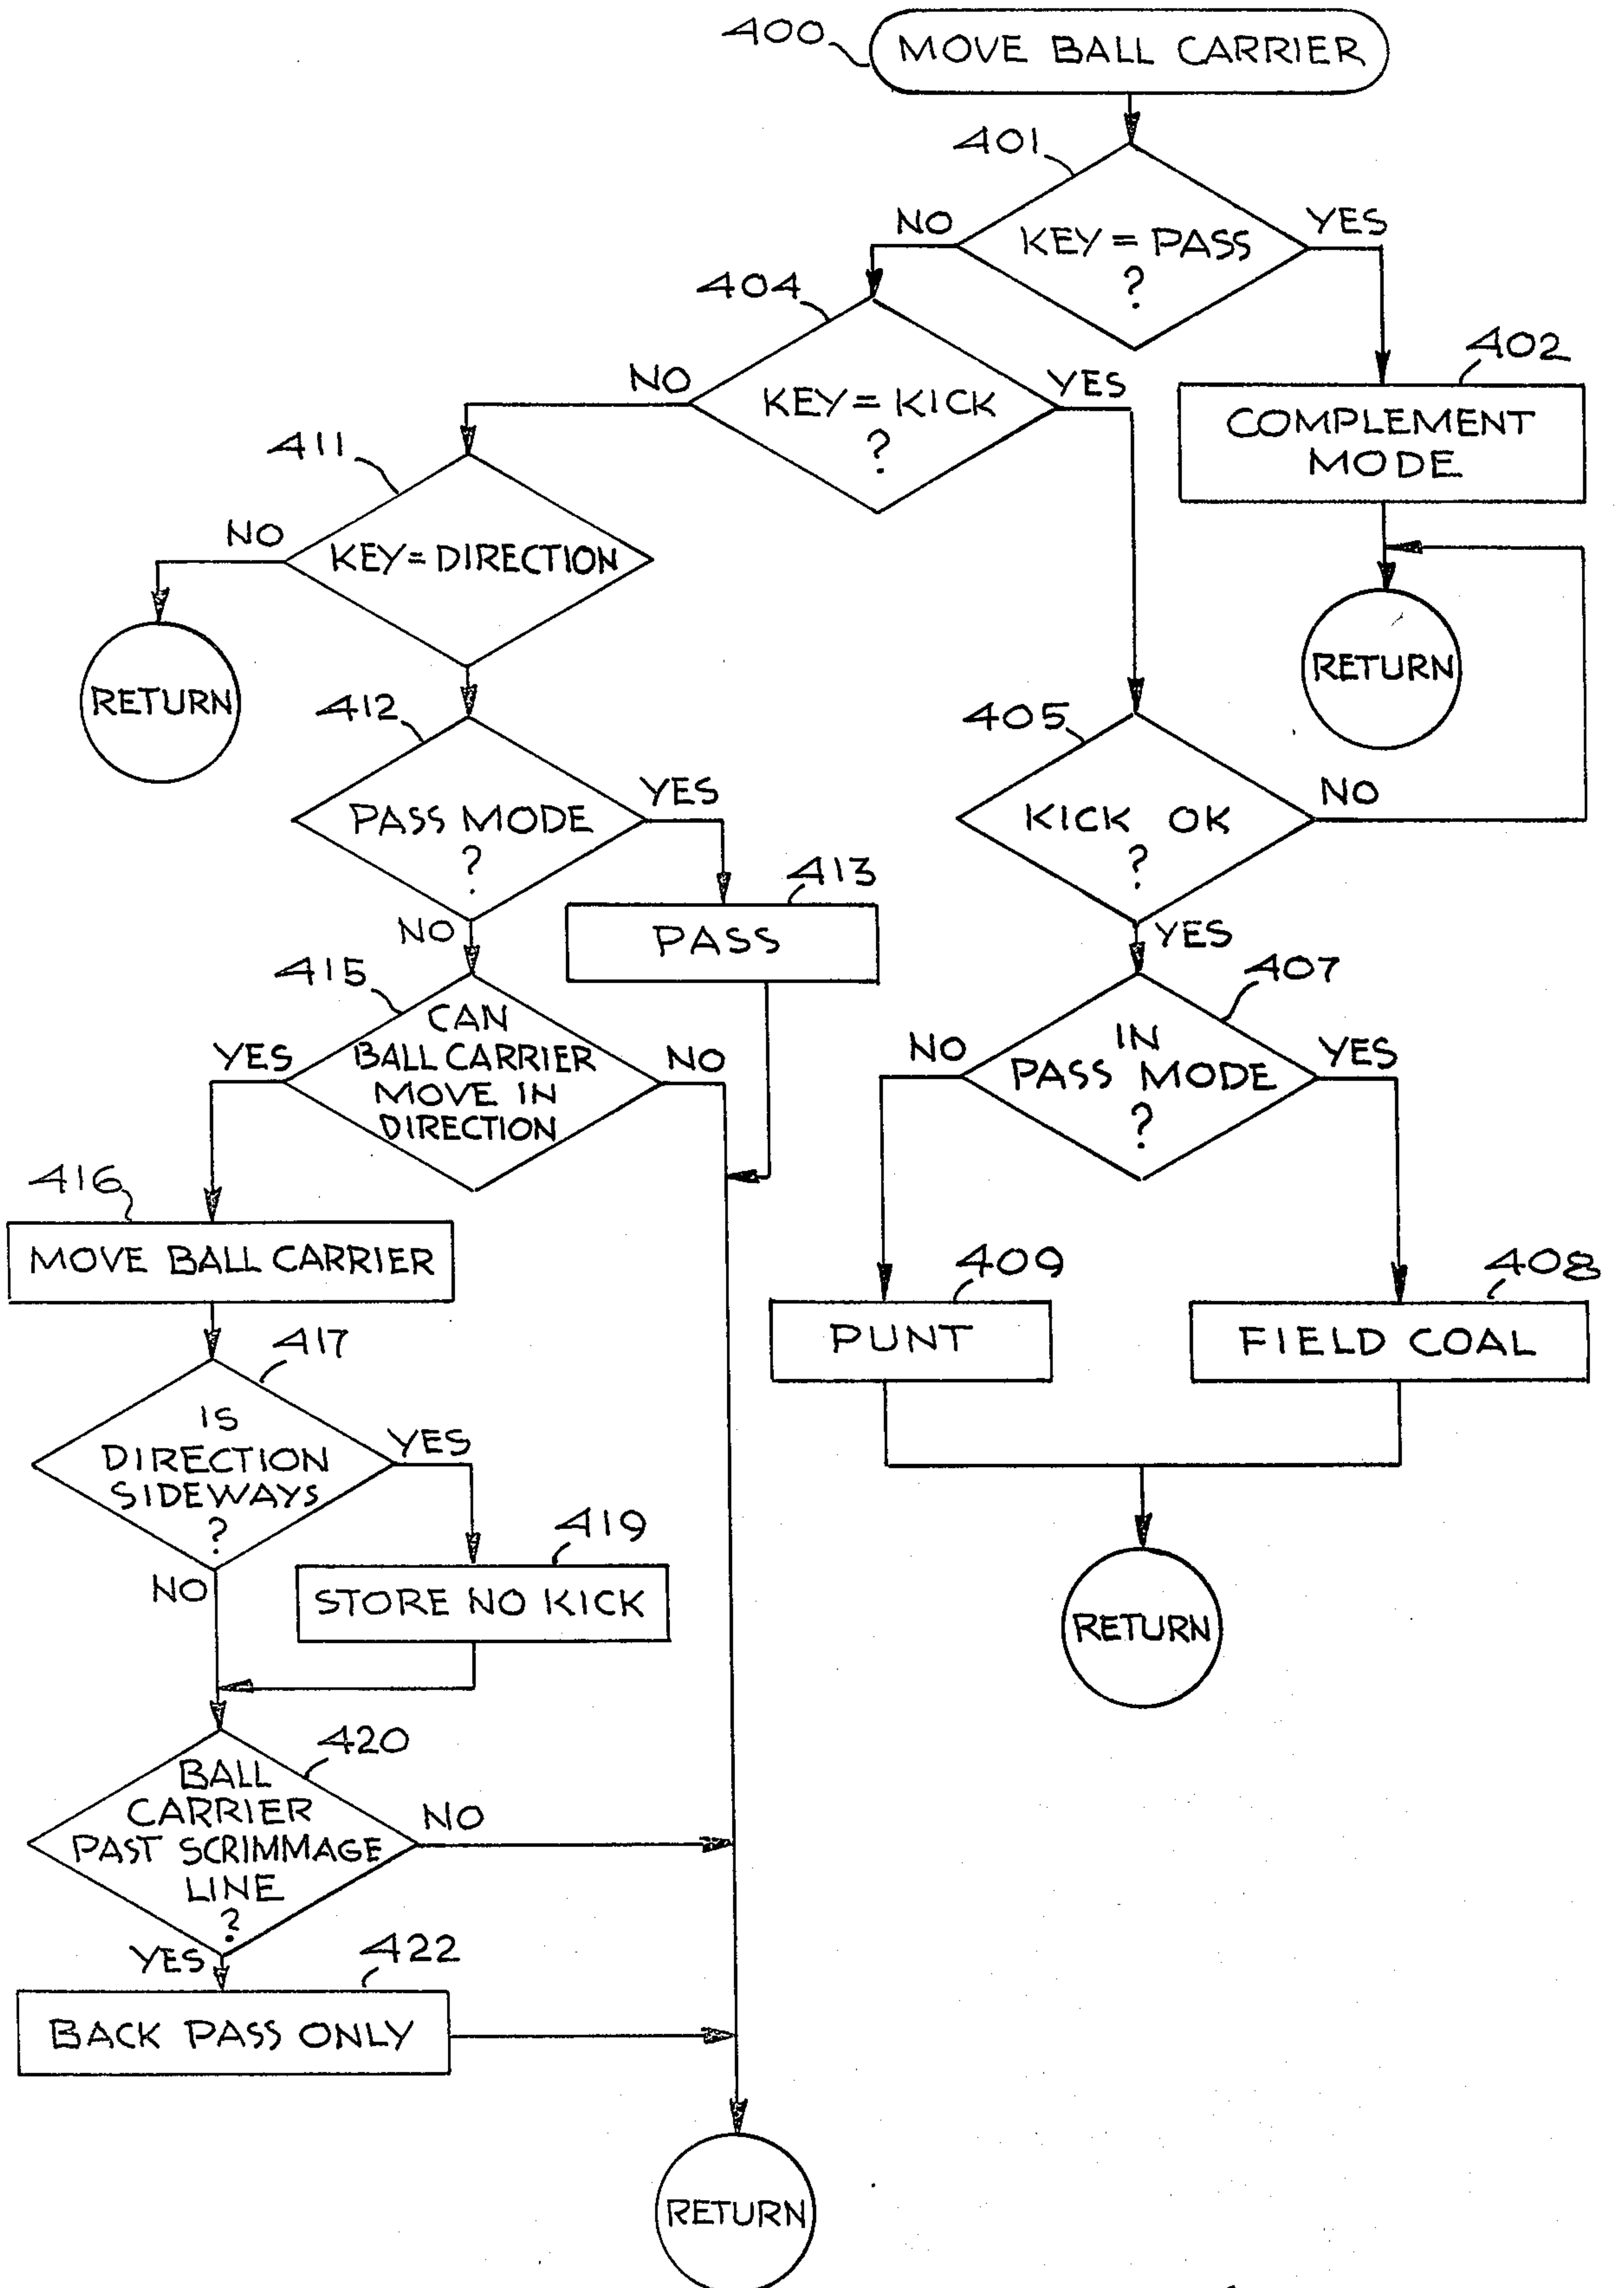 400
MOVE BALL CARRIER
401
NO
KEY = PASS
?
YES
404
NO
KEY = KICK
?
YES
402
COMPLEMENT
MODE
RETURN
411
NO
KEY = DIRECTION
RETURN
412
PASS MODE
?
YES
NO
413
PASS
405
KICK OK
?
NO
YES
407
NO
IN
PASS MODE
?
YES
415
YES
CAN
BALL CARRIER
MOVE IN
DIRECTION
NO
416
MOVE BALL CARRIER
409
PUNT
408
FIELD COAL
RETURN
417
IS
DIRECTION
SIDEWAYS
?
YES
NO
419
STORE NO KICK
420
BALL
CARRIER
PAST SCRIMMAGE
LINE
?
NO
YES
422
BACK PASS ONLY
RETURN